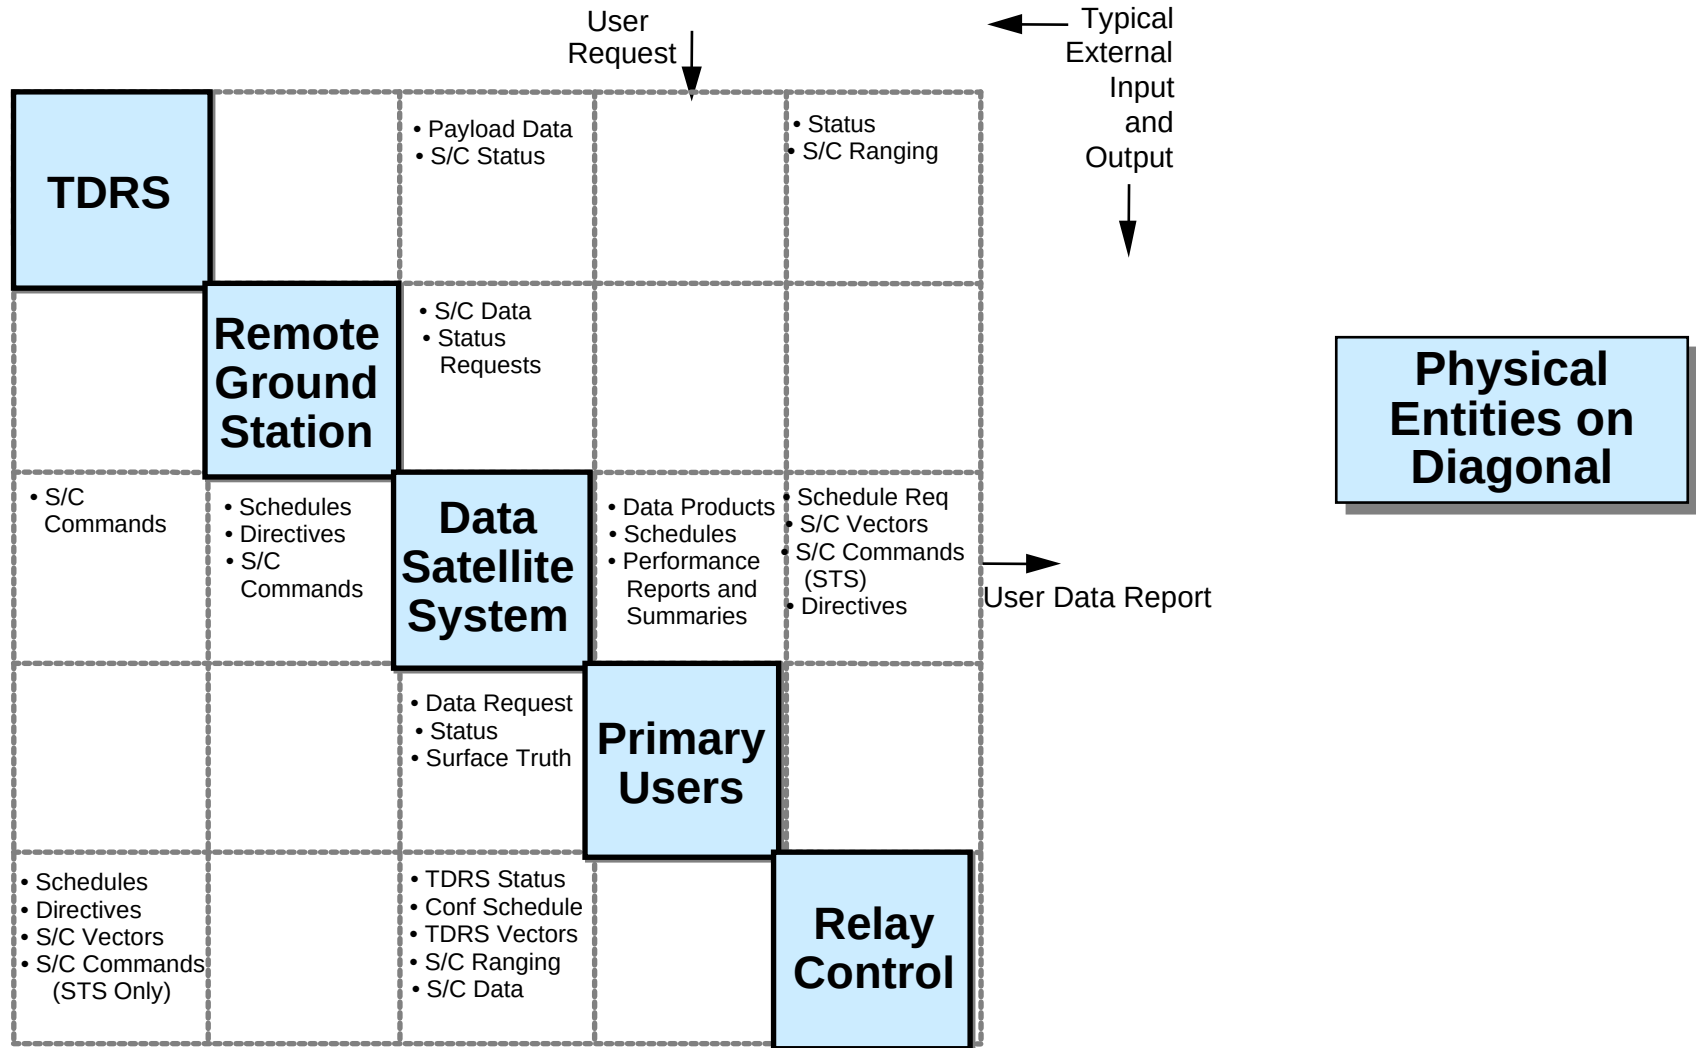 User
Request
Typical
External
Input
and
Output
TDRS
• Payload Data
• S/C Status
• Status
• S/C Ranging
Remote
Ground
Station
• S/C Data
• Status
Requests
Physical
Entities on
Diagonal
• S/C
Commands
• Schedules
• Directives
• S/C
Commands
Data
Satellite
System
• Data Products
• Schedules
• Performance
Reports and
Summaries
• Schedule Req
• S/C Vectors
• S/C Commands
(STS)
• Directives
User Data Report
• Data Request
• Status
• Surface Truth
Primary
Users
• Schedules
• Directives
• S/C Vectors
• S/C Commands
(STS Only)
• TDRS Status
• Conf Schedule
• TDRS Vectors
• S/C Ranging
• S/C Data
Relay
Control